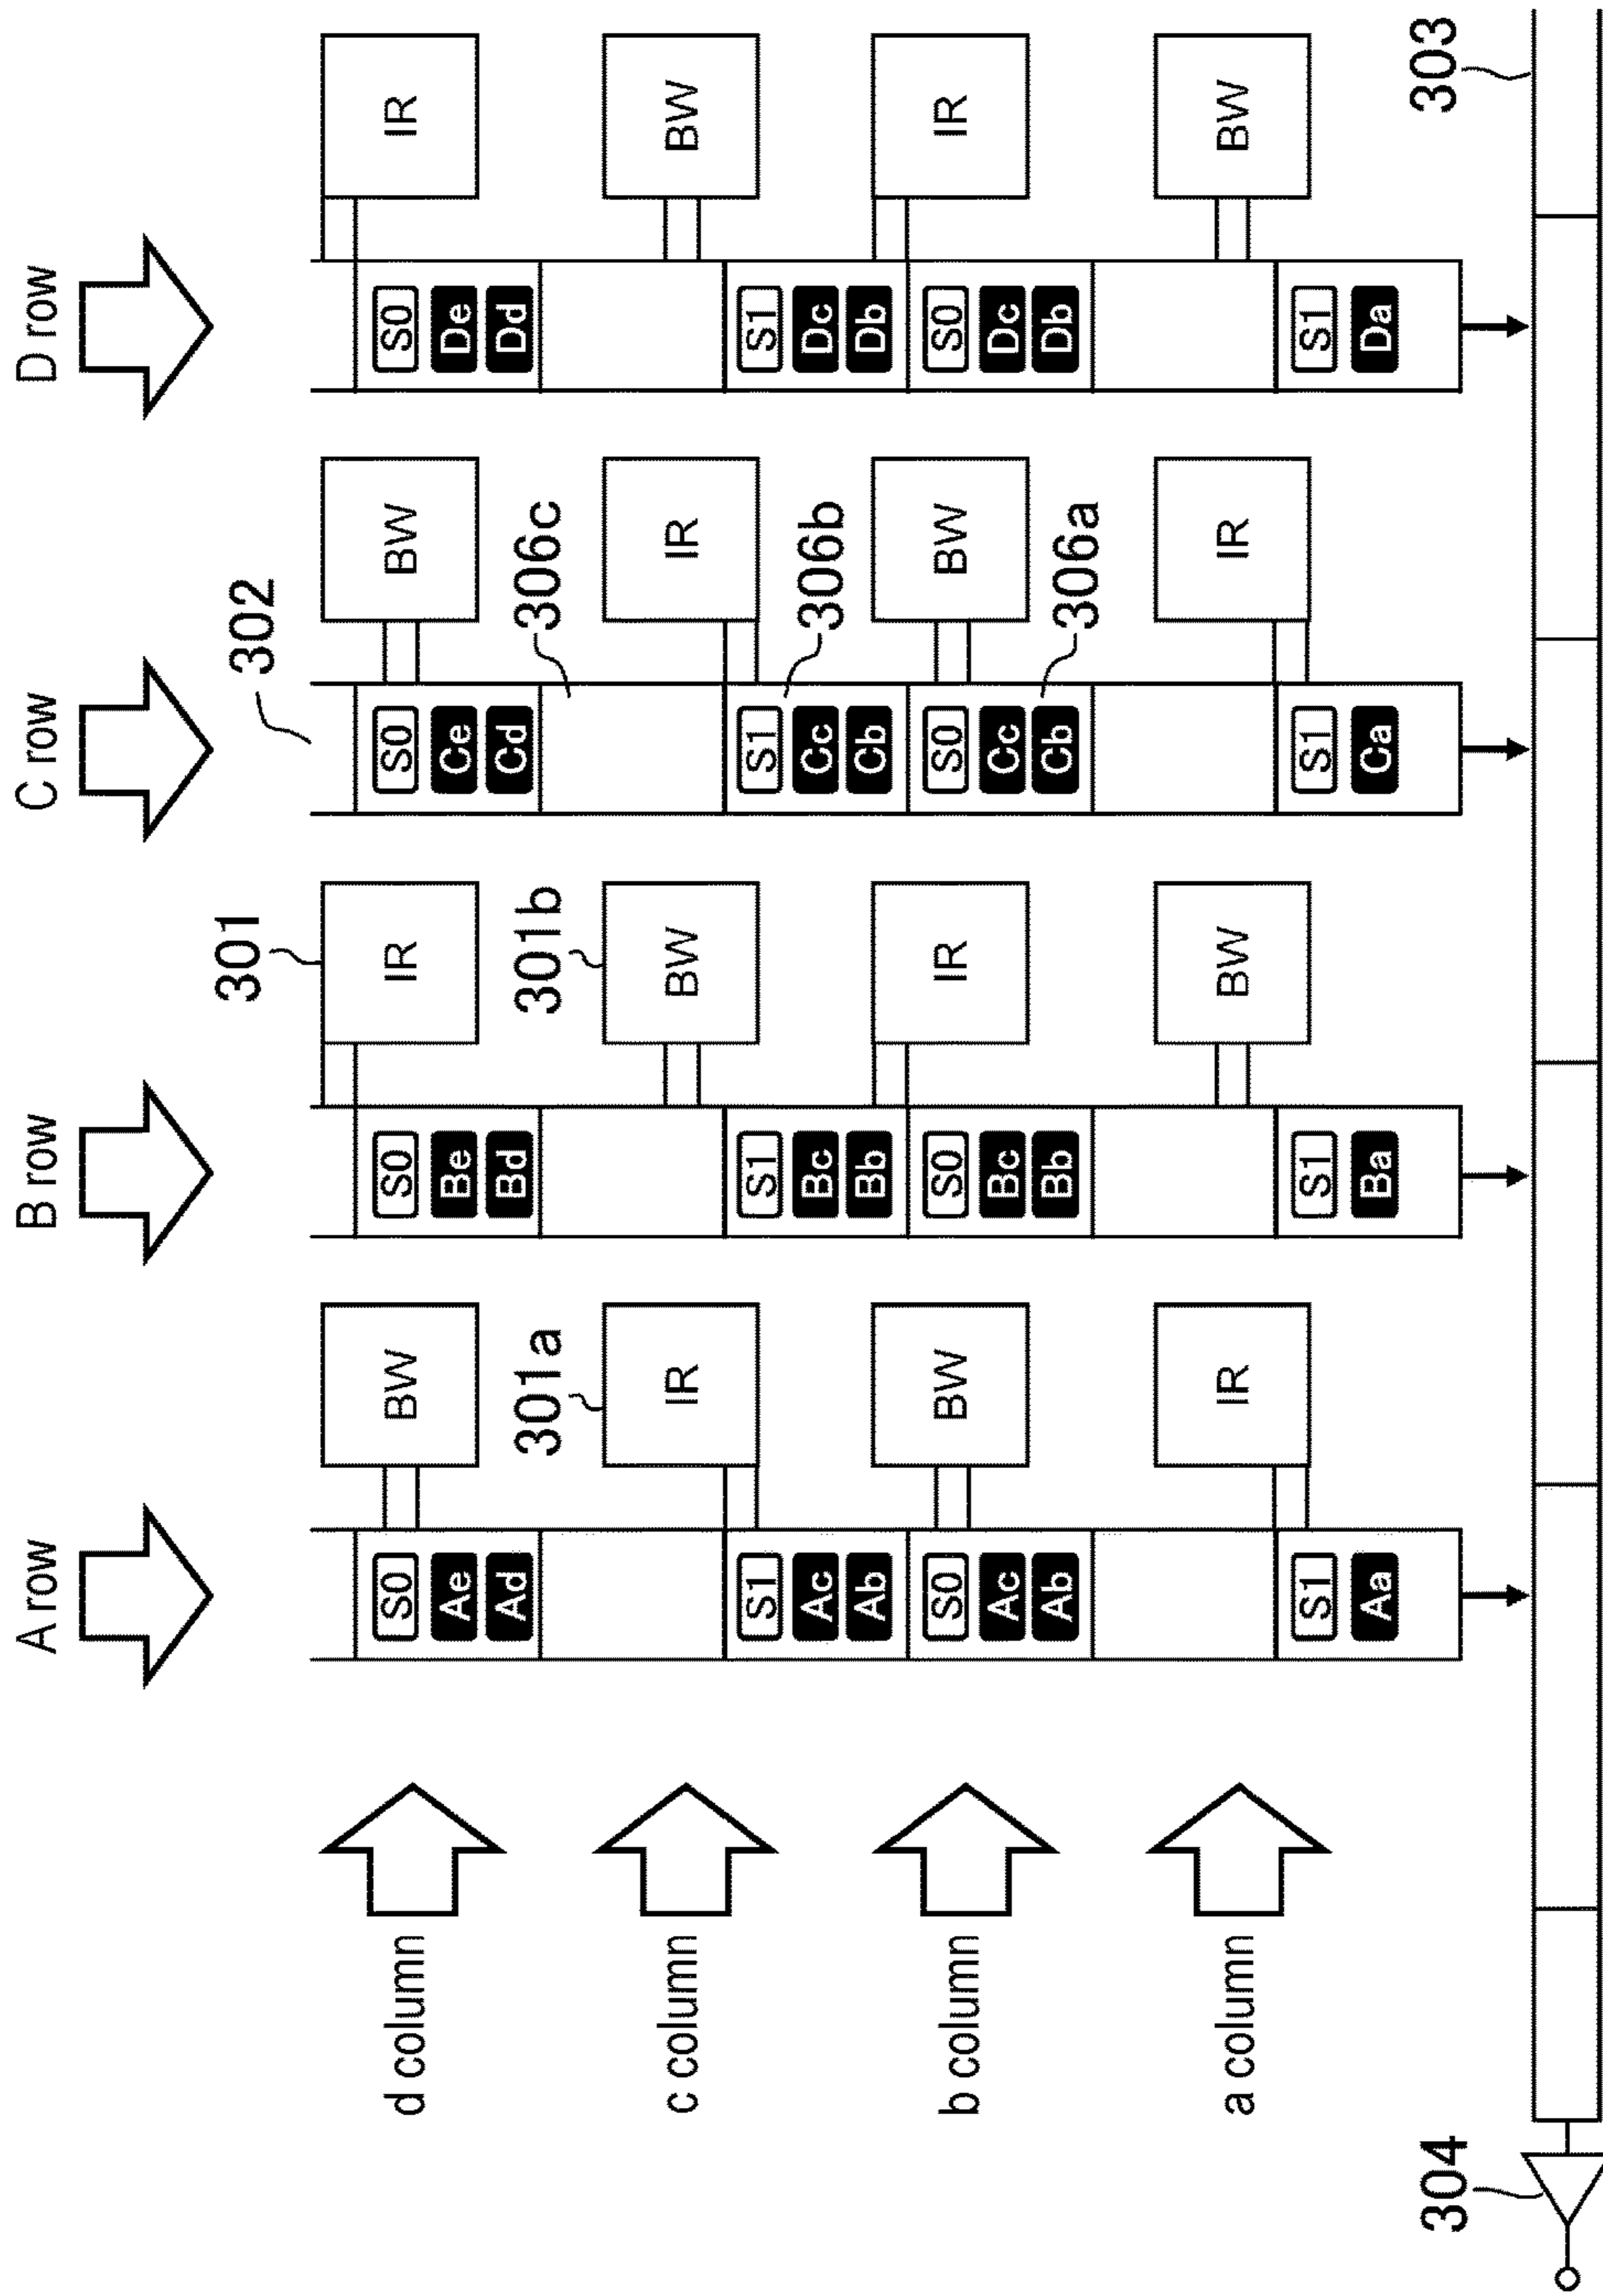 A row B row C row D row
301 302
d column S0 BW S0 IR S0 BW S0 IR
Ae Be Ce De
Ad Bd Cd Dd
301a 301b 306c
c column IR BW IR BW
S1 S1 S1 S1
Ac Bc Cc 306b Dc
Ab Bb Cb Db
b column S0 BW S0 IR S0 BW S0 IR
Ac Bc Cc Dc
Ab Bb Cb 306a Db
a column IR BW IR BW
S1 S1 S1 S1
Aa Ba Ca Da
304 303